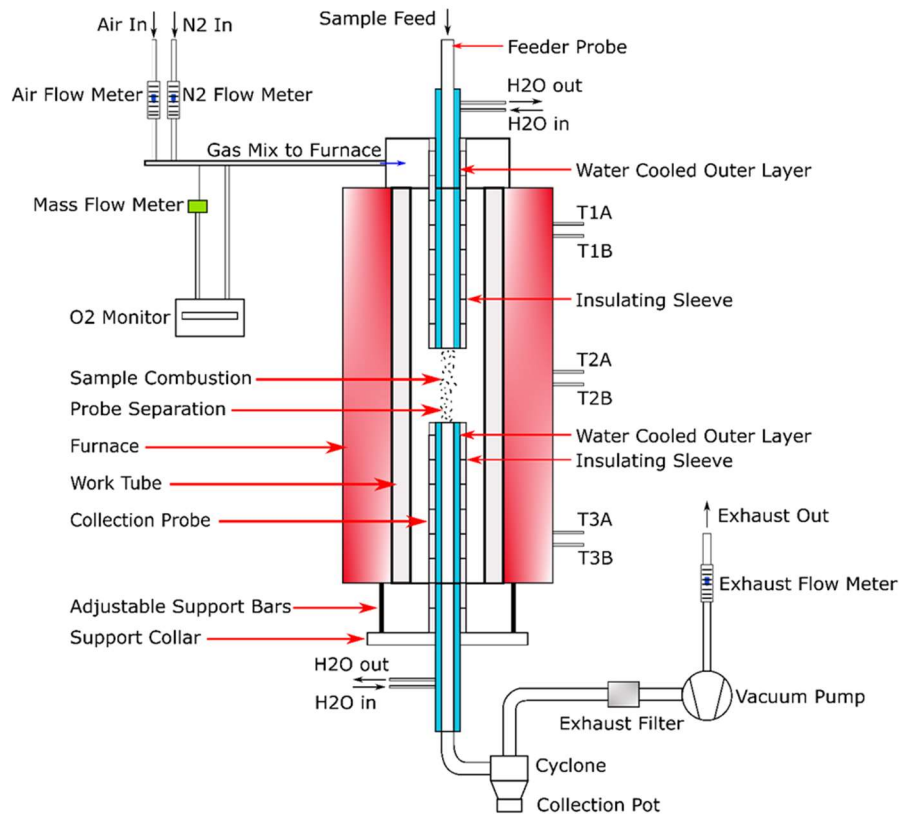 Air In
N2 In
Sample Feed
Feeder Probe
H2O out
H2O in
Air Flow Meter
N2 Flow Meter
Gas Mix to Furnace
Water Cooled Outer Layer
Mass Flow Meter
T1A
T1B
Insulating Sleeve
O2 Monitor
Sample Combustion
T2A
T2B
Probe Separation
Water Cooled Outer Layer
Furnace
Insulating Sleeve
Work Tube
Collection Probe
T3A
T3B
Exhaust Out
Exhaust Flow Meter
Adjustable Support Bars
Support Collar
H2O out
H2O in
Vacuum Pump
Exhaust Filter
Cyclone
Collection Pot